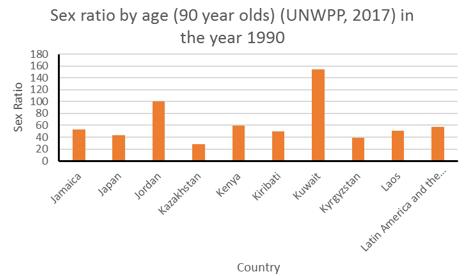 Sex ratio by age (90 year olds) (UNWPP, 2017) in
the year 1990
180
160
140
120
100
80
60
40
20
0
Sex Ratio
Jamaica
Japan
Jordan
Kazakhstan
Kenya
Kiribati
Kuwait
Kyrgyzstan
Laos
Latin America and the...
Country